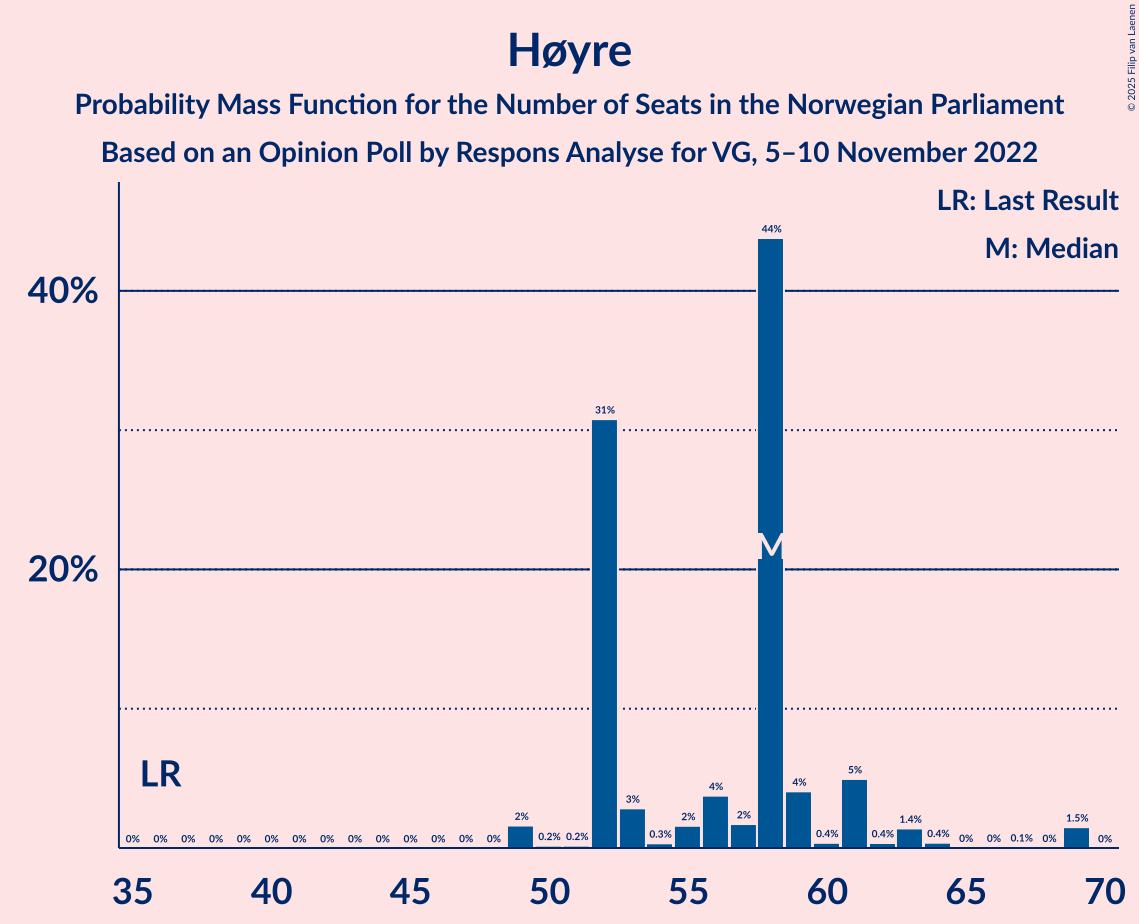 Høyre
Probability Mass Function for the Number of Seats in the Norwegian Parliament
Based on an Opinion Poll by Respons Analyse for VG, 5–10 November 2022
© 2025 Filip van Laenen
LR: Last Result
M: Median
40%
20%
LR
M
0% 0% 0% 0% 0% 0% 0% 0% 0% 0% 0% 0% 0% 0% 2% 0.2% 0.2% 31% 3% 0.3% 2% 4% 2% 44% 4% 0.4% 5% 0.4% 1.4% 0.4% 0% 0% 0.1% 0% 1.5% 0%
35 40 45 50 55 60 65 70